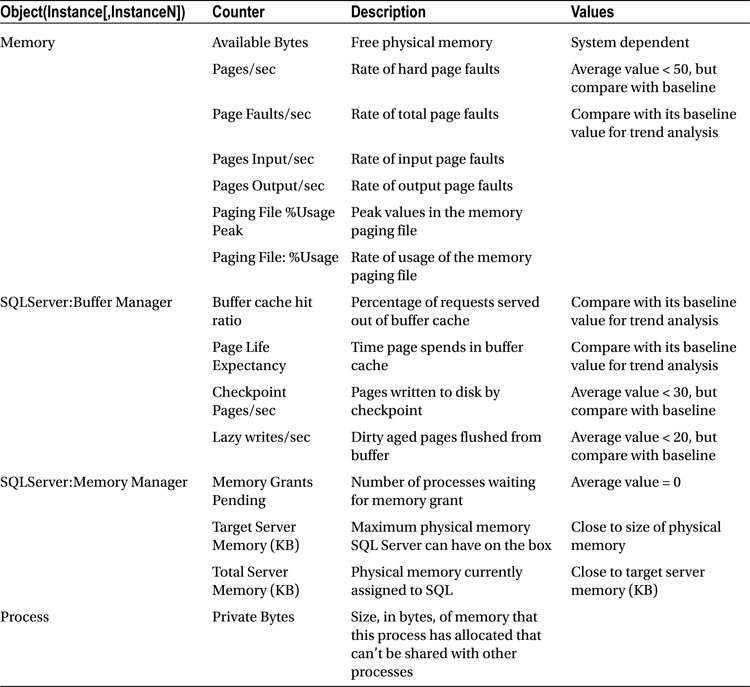 Object(Instance[,InstanceN]) Counter Description Values
Memory Available Bytes Free physical memory System dependent
Pages/sec Rate of hard page faults Average value < 50, but
compare with baseline
Page Faults/sec Rate of total page faults Compare with its baseline
value for trend analysis
Pages Input/sec Rate of input page faults
Pages Output/sec Rate of output page faults
Paging File %Usage Peak values in the memory
Peak paging file
Paging File: %Usage Rate of usage of the memory
paging file
SQLServer:Buffer Manager Buffer cache hit Percentage of requests served Compare with its baseline
ratio out of buffer cache value for trend analysis
Page Life Time page spends in buffer Compare with its baseline
Expectancy cache value for trend analysis
Checkpoint Pages written to disk by Average value < 30, but
Pages/sec checkpoint compare with baseline
Lazy writes/sec Dirty aged pages flushed from Average value < 20, but
buffer compare with baseline
SQLServer:Memory Manager Memory Grants Number of processes waiting Average value = 0
Pending for memory grant
Target Server Maximum physical memory Close to size of physical
Memory (KB) SQL Server can have on the box memory
Total Server Physical memory currently Close to target server
Memory (KB) assigned to SQL memory (KB)
Process Private Bytes Size, in bytes, of memory that
this process has allocated that
can’t be shared with other
processes